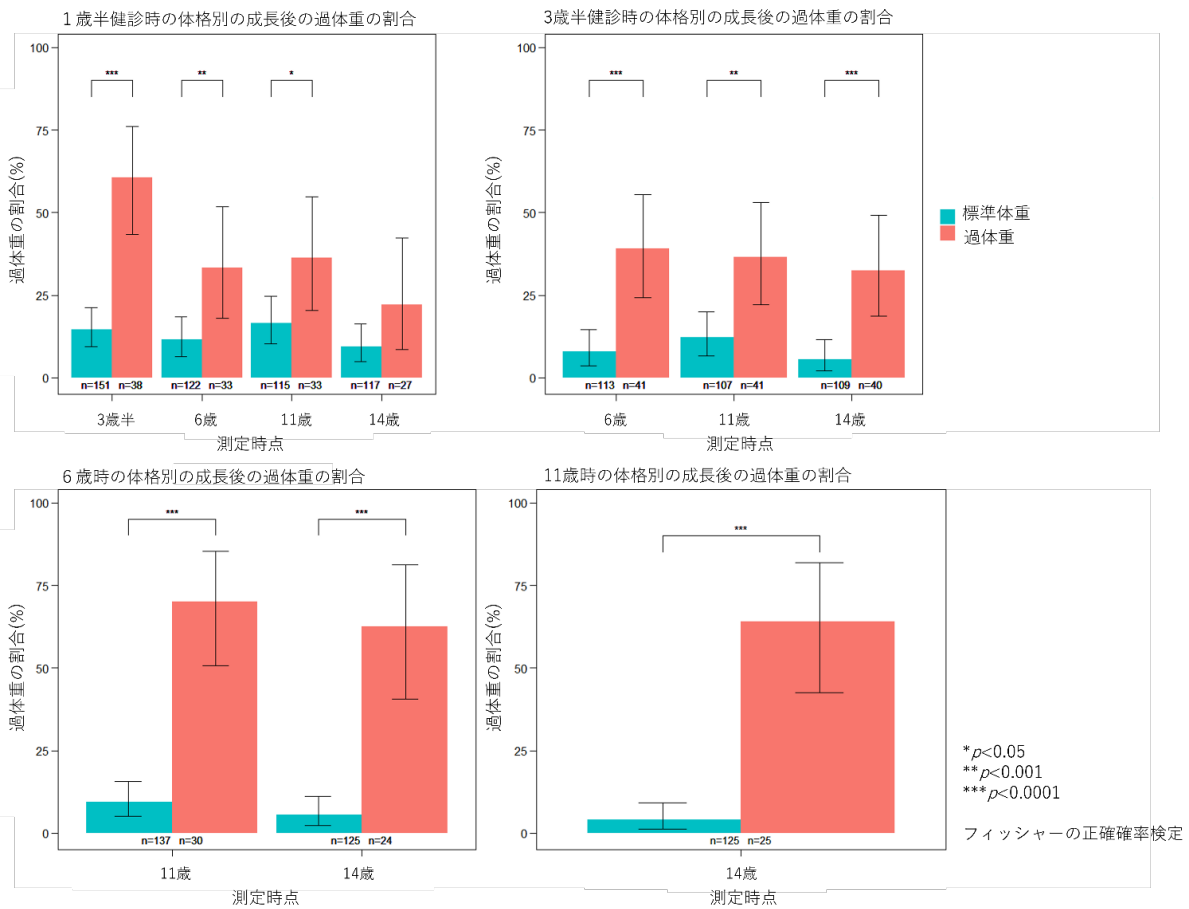 1歳半健診時の体格別の成長後の過体重の割合
過体重の割合(%)
100
75
50
25
0
***
**
*
n=151 n=38
n=122 n=33
n=115 n=33
n=117 n=27
3歳半
6歳
11歳
14歳
測定時点
3歳半健診時の体格別の成長後の過体重の割合
過体重の割合(%)
100
75
50
25
0
***
**
***
n=113 n=41
n=107 n=41
n=109 n=40
6歳
11歳
14歳
測定時点
標準体重
過体重
6歳時の体格別の成長後の過体重の割合
過体重の割合(%)
100
75
50
25
0
***
***
n=137 n=30
n=125 n=24
11歳
14歳
測定時点
11歳時の体格別の成長後の過体重の割合
過体重の割合(%)
100
75
50
25
0
***
n=125 n=25
14歳
測定時点
*p<0.05
**p<0.001
***p<0.0001
フィッシャーの正確確率検定